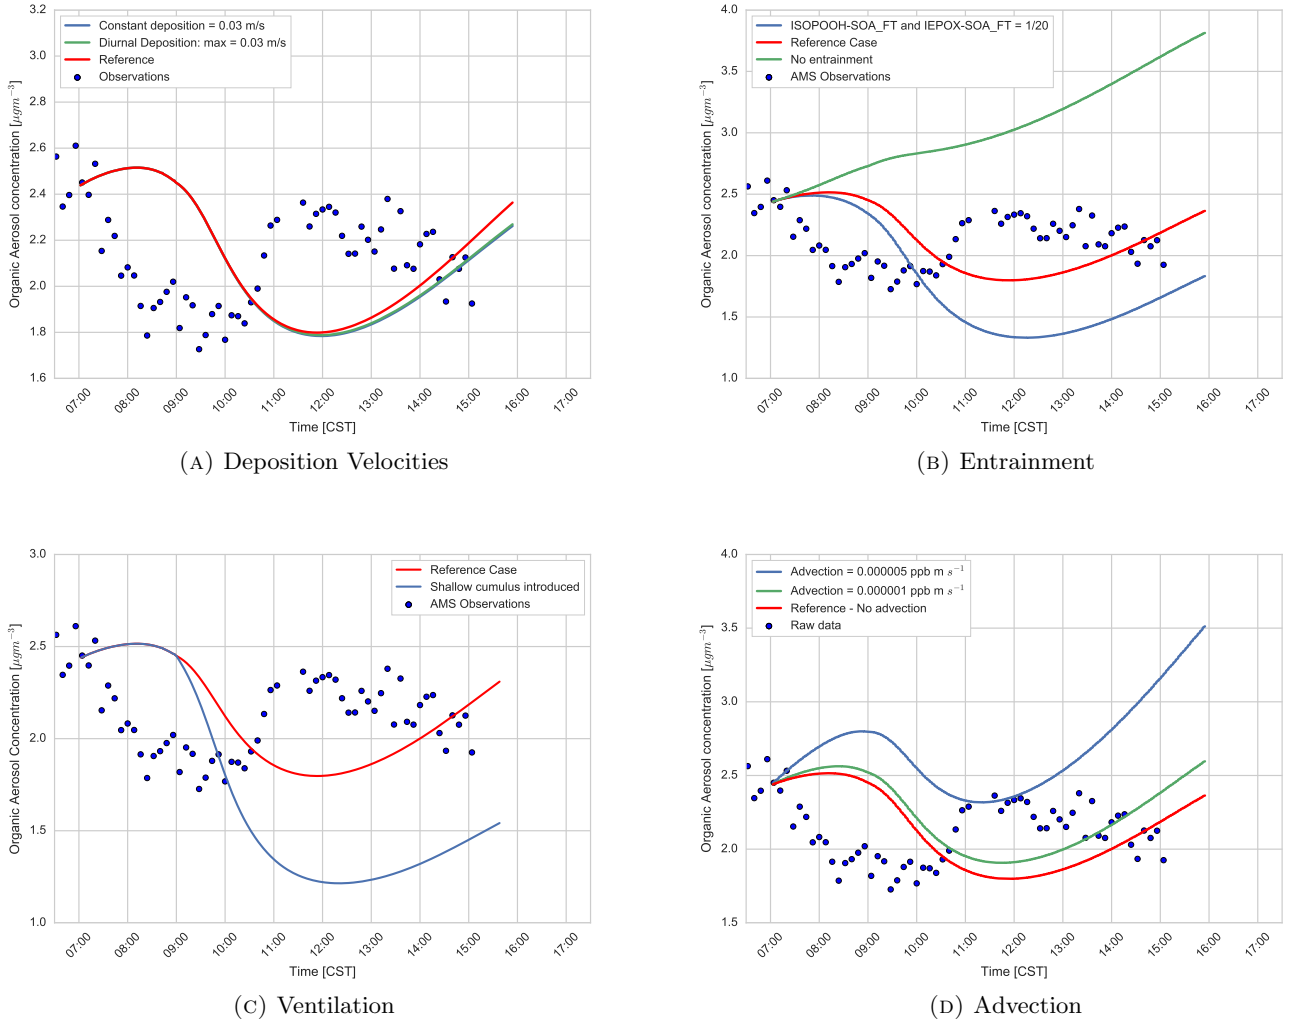 3.2
3.0
2.8
2.6
2.4
2.2
2.0
1.8
1.6
Organic Aerosol concentration [μgm⁻³]
Constant deposition = 0.03 m/s
Diurnal Deposition: max = 0.03 m/s
Reference
Observations
07:00 08:00 09:00 10:00 11:00 12:00 13:00 14:00 15:00 16:00 17:00
Time [CST]
(A) Deposition Velocities
4.0
3.5
3.0
2.5
2.0
1.5
1.0
Organic Aerosol concentration [μgm⁻³]
ISOPOOH-SOA_FT and IEPOX-SOA_FT = 1/20
Reference Case
No entrainment
AMS Observations
07:00 08:00 09:00 10:00 11:00 12:00 13:00 14:00 15:00 16:00 17:00
Time [CST]
(B) Entrainment
3.0
2.5
2.0
1.5
1.0
Organic Aerosol Concentration [μgm⁻³]
Reference Case
Shallow cumulus introduced
AMS Observations
07:00 08:00 09:00 10:00 11:00 12:00 13:00 14:00 15:00 16:00 17:00
Time [CST]
(C) Ventilation
4.0
3.5
3.0
2.5
2.0
1.5
Organic Aerosol concentration [μgm⁻³]
Advection = 0.000005 ppb m s⁻¹
Advection = 0.000001 ppb m s⁻¹
Reference - No advection
Raw data
07:00 08:00 09:00 10:00 11:00 12:00 13:00 14:00 15:00 16:00 17:00
Time [CST]
(D) Advection